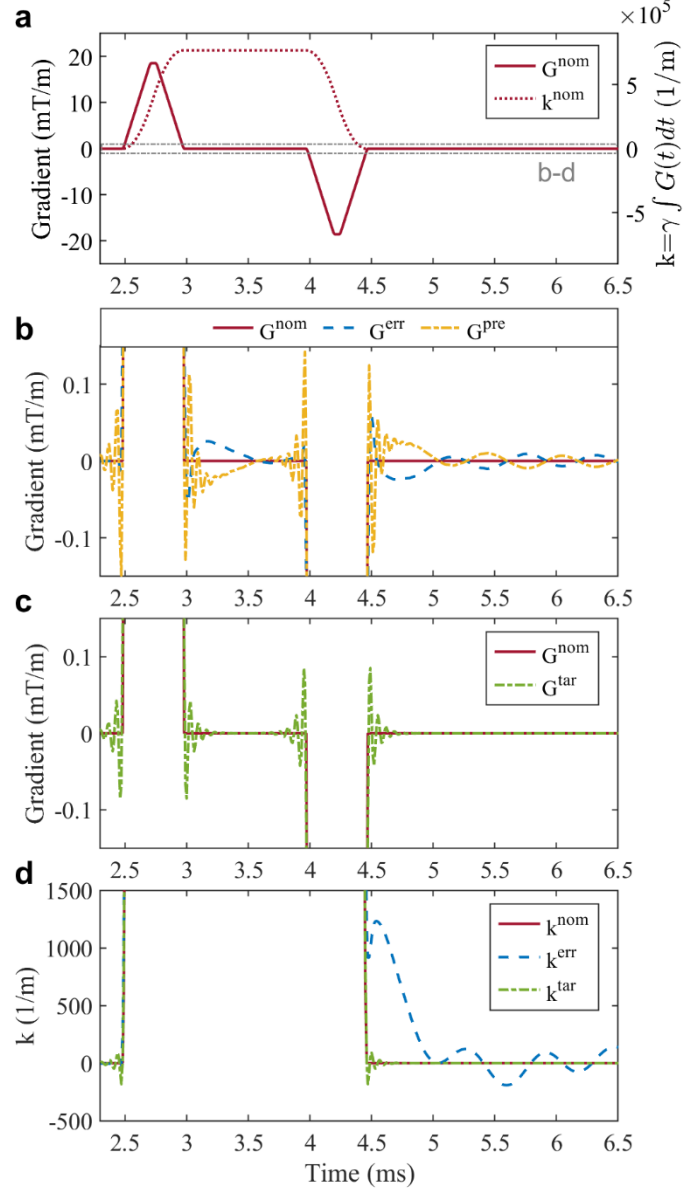 a
×10⁵
Gradient (mT/m)
20
10
0
-10
-20
G^nom
k^nom
b-d
5
0
-5
k=γ ∫ G(t)dt (1/m)
2.5 3 3.5 4 4.5 5 5.5 6 6.5
b
G^nom G^err G^pre
Gradient (mT/m)
0.1
0
-0.1
2.5 3 3.5 4 4.5 5 5.5 6 6.5
c
Gradient (mT/m)
0.1
0
-0.1
G^nom
G^tar
2.5 3 3.5 4 4.5 5 5.5 6 6.5
d
k (1/m)
1500
1000
500
0
-500
k^nom
k^err
k^tar
2.5 3 3.5 4 4.5 5 5.5 6 6.5
Time (ms)